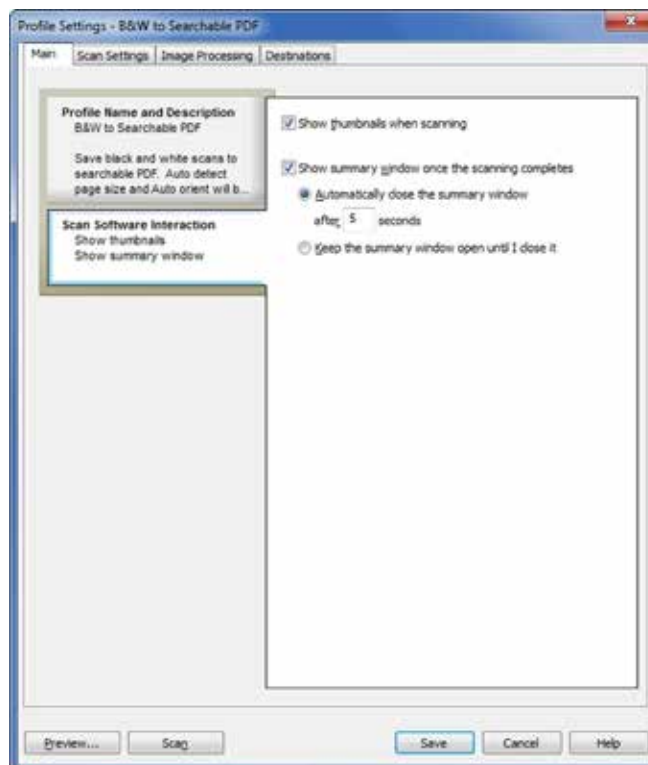 Profile Settings - B&W to Searchable PDF
Main
Scan Settings
Image Processing
Destinations
Profile Name and Description
B&W to Searchable PDF
Save black and white scans to
searchable PDF. Auto detect
page size and Auto orient will b...
Scan Software Interaction
Show thumbnails
Show summary window
Show thumbnails when scanning
Show summary window once the scanning completes
Automatically close the summary window
after 5 seconds
Keep the summary window open until I close it
Preview...
Scan
Save
Cancel
Help